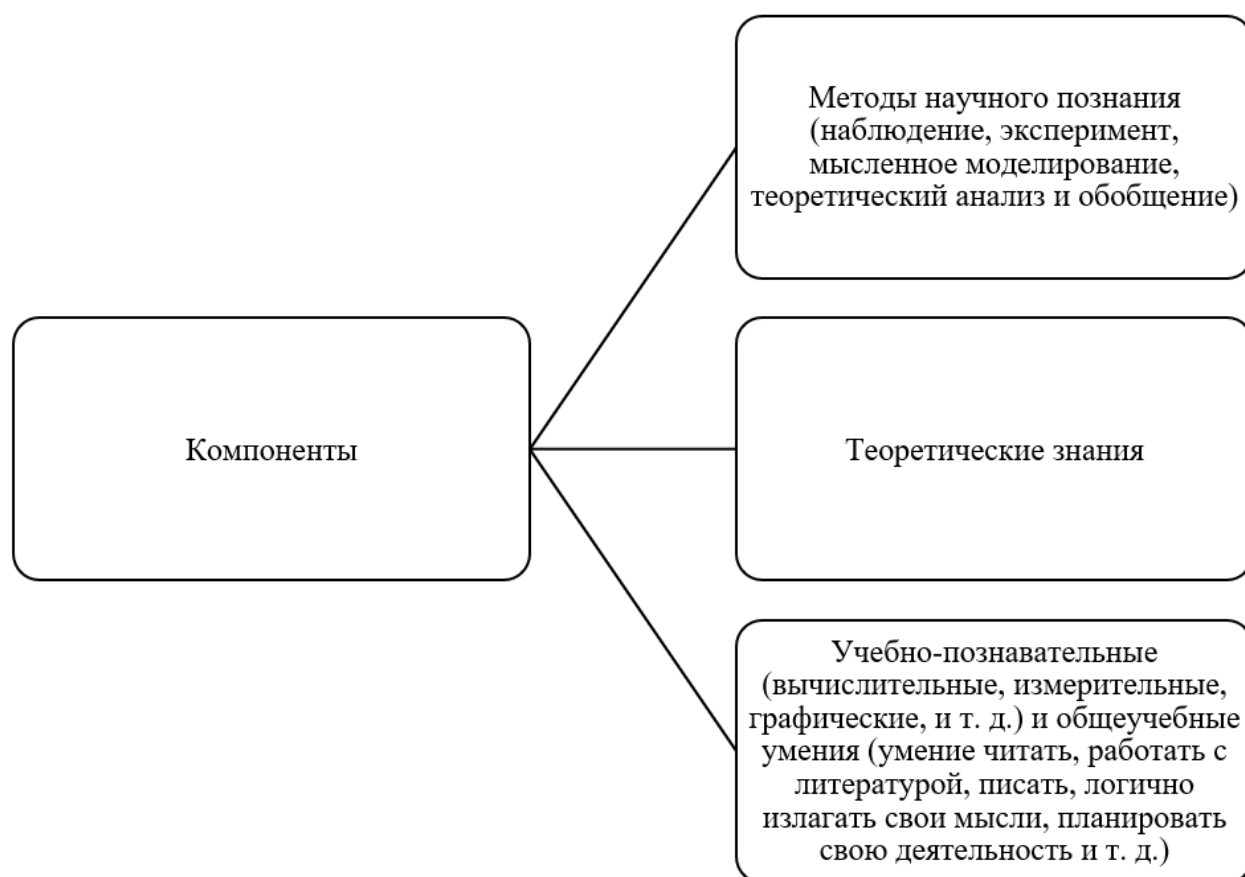 Методы научного познания
(наблюдение, эксперимент,
мысленное моделирование,
теоретический анализ и обобщение)
Компоненты
Теоретические знания
Учебно-познавательные
(вычислительные, измерительные,
графические, и т. д.) и общеучебные
умения (умение читать, работать с
литературой, писать, логично
излагать свои мысли, планировать
свою деятельность и т. д.)